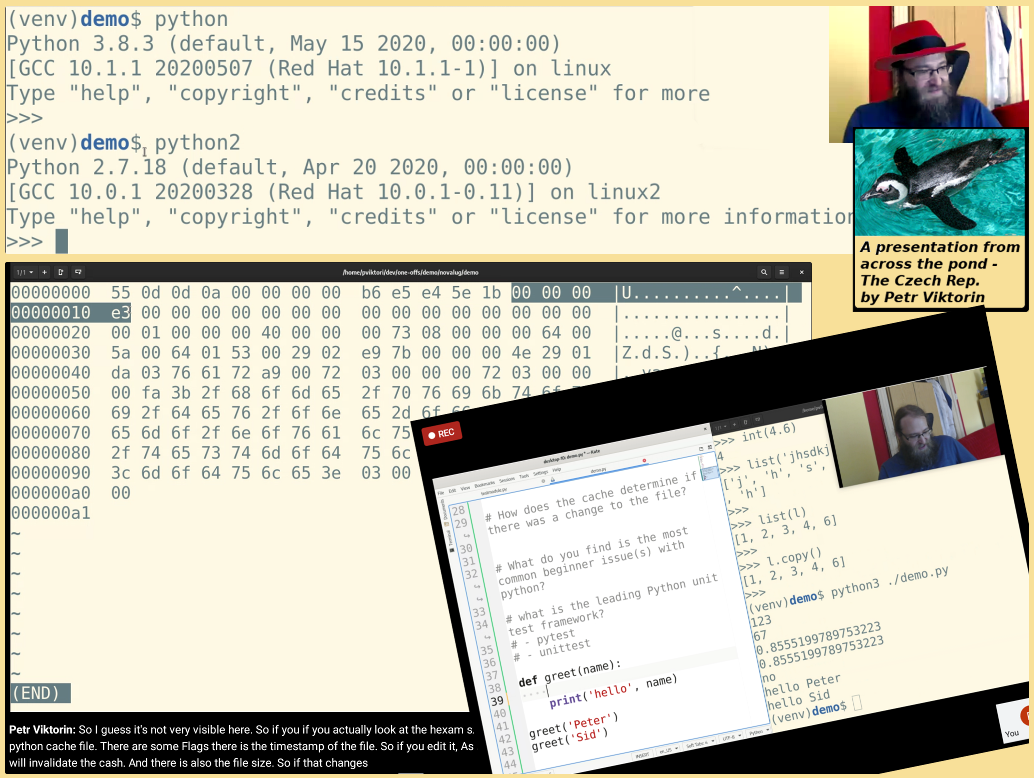 (venv)demo$ python
Python 3.8.3 (default, May 15 2020, 00:00:00)
[GCC 10.1.1 20200507 (Red Hat 10.1.1-1)] on linux
Type "help", "copyright", "credits" or "license" for more
>>>
(venv)demo$ python2
Python 2.7.18 (default, Apr 20 2020, 00:00:00)
[GCC 10.0.1 20200328 (Red Hat 10.0.1-0.11)] on linux2
Type "help", "copyright", "credits" or "license" for more information
>>>
A presentation from
across the pond -
The Czech Rep.
by Petr Viktorin
1/1
/home/pviktori/dev/one-offs/demo/novalug/demo
00000000 55 0d 0d 0a 00 00 00 00 b6 e5 e4 5e 1b 00 00 00 |U..........^....|
00000010 e3 00 00 00 00 00 00 00 00 00 00 00 00 00 00 00 |................|
00000020 00 01 00 00 00 40 00 00 00 73 08 00 00 00 64 00 |.....@...s....d.|
00000030 5a 00 64 01 53 00 29 02 e9 7b 00 00 00 4e 29 01 |Z.d.S.)..{...N).|
00000040 da 03 76 61 72 a9 00 72 03 00 00 00 72 03 00 00
00000050 00 fa 3b 2f 68 6f 6d 65 2f 70 76 69 6b 74 6f
00000060 69 2f 64 65 76 2f 6f 6e 65 2d 6f
00000070 65 6d 6f 2f 6e 6f 76 61 6c 75
00000080 2f 74 65 73 74 6d 6f 64 75 6c
00000090 3c 6d 6f 64 75 6c 65 3e 03 00
000000a0 00
000000a1
~
~
~
~
~
~
~
~
(END)
REC
desktop-tb demo.py * — Kate
File Edit View Bookmarks Sessions Tools Settings Help
testmodule.py
demo.py
28
29 # How does the cache determine if
there was a change to the file?
30
31
32 # What do you find is the most
common beginner issue(s) with
python?
33
34 # what is the leading Python unit
test framework?
35 # - pytest
36 # - unittest
37
38 def greet(name):
39
40 print('hello', name)
41
42 greet('Peter')
43 greet('Sid')
44
>>> int(4.6)
4
>>> list('jhsdkj
['j', 'h', 's',
'h']
>>>
>>> list(l)
[1, 2, 3, 4, 6]
>>>
>>> l.copy()
[1, 2, 3, 4, 6]
>>>
(venv)demo$ python3 ./demo.py
123
67
0.8555199789753223
0.8555199789753223
no
hello Peter
hello Sid
(venv)demo$
You
Petr Viktorin: So I guess it's not very visible here. So if you if you actually look at the hexam s.
python cache file. There are some Flags there is the timestamp of the file. So if you edit it, As
will invalidate the cash. And there is also the file size. So if that changes